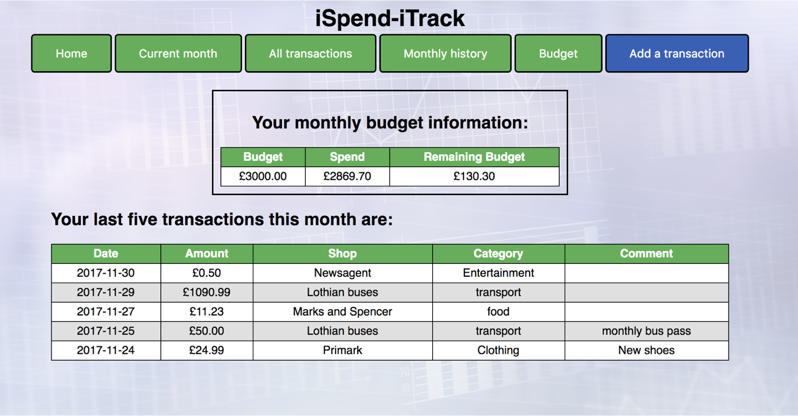 iSpend-iTrack
Home Current month All transactions Monthly history Budget Add a transaction
Your monthly budget information:
Budget Spend Remaining Budget
£3000.00 £2869.70 £130.30
Your last five transactions this month are:
Date Amount Shop Category Comment
2017-11-30 £0.50 Newsagent Entertainment
2017-11-29 £1090.99 Lothian buses transport
2017-11-27 £11.23 Marks and Spencer food
2017-11-25 £50.00 Lothian buses transport monthly bus pass
2017-11-24 £24.99 Primark Clothing New shoes